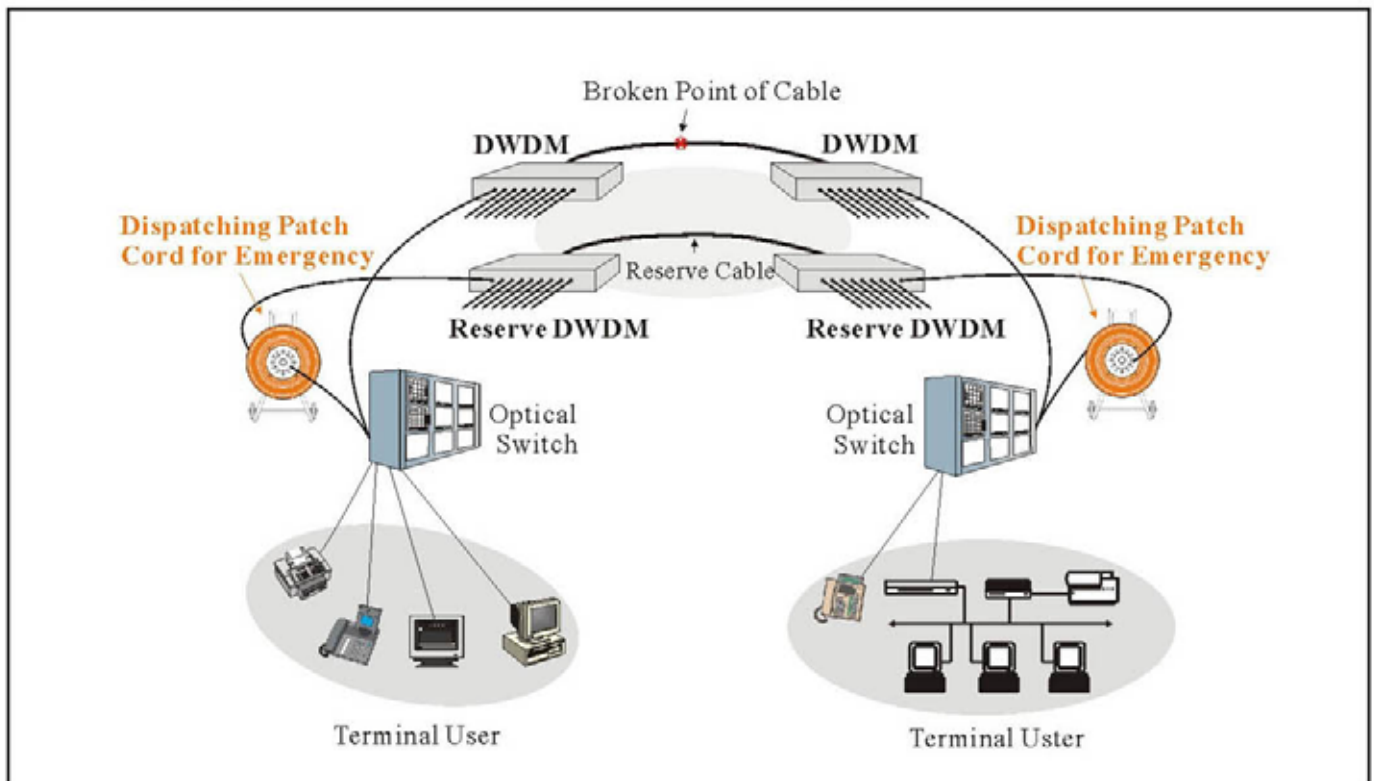 Broken Point of Cable
DWDM
DWDM
Dispatching Patch
Cord for Emergency
Dispatching Patch
Cord for Emergency
Reserve Cable
Reserve DWDM
Reserve DWDM
Optical
Switch
Optical
Switch
Terminal User
Terminal Uster